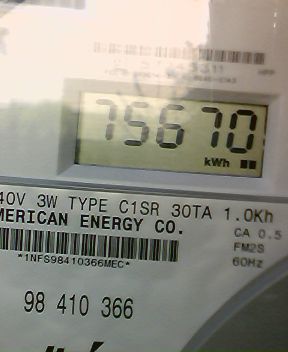 75670
kWh
40V 3W TYPE C1SR 30TA 1.0Kh
MERICAN ENERGY CO.
CA 0.5
FM2S
60Hz
*1NFS98410366MEC*
98 410 366